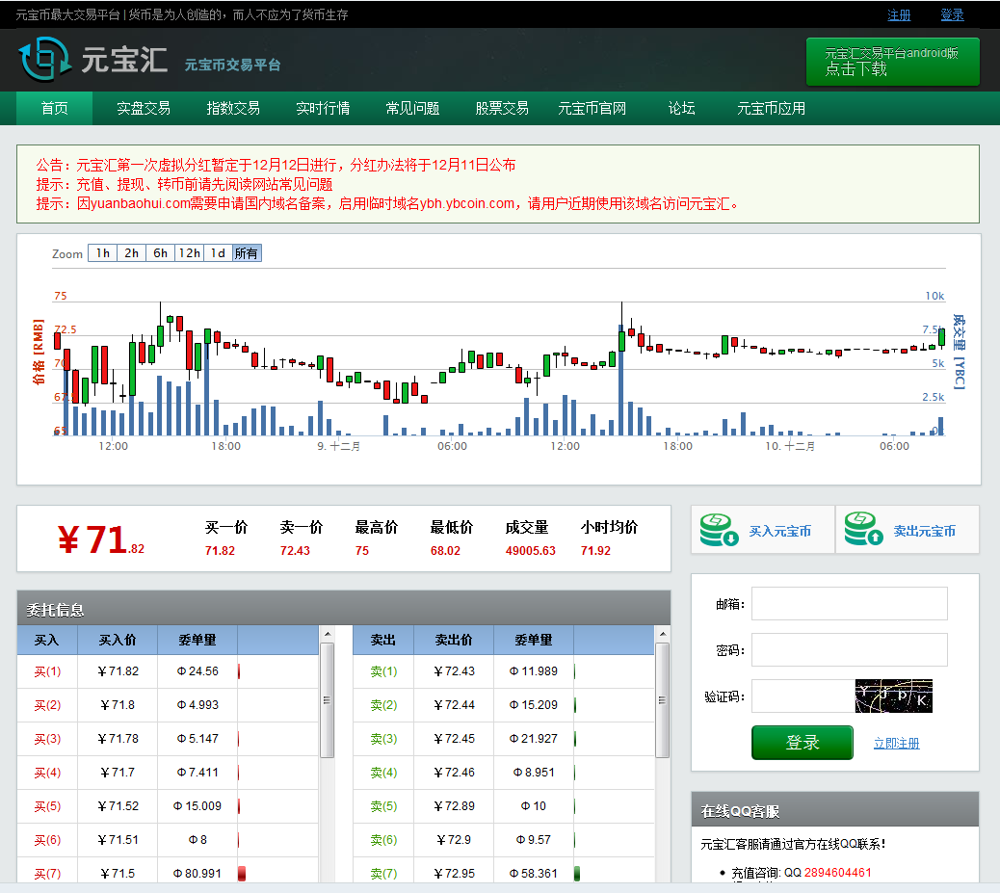 元宝币最大交易平台 | 货币是为人创造的，而人不应为了货币生存
注册 登录
元宝汇 元宝币交易平台
元宝汇交易平台android版
点击下载
首页 实盘交易 指数交易 实时行情 常见问题 股票交易 元宝币官网 论坛 元宝币应用
公告：元宝汇第一次虚拟分红暂定于12月12日进行，分红办法将于12月11日公布
提示：充值、提现、转币前请先阅读网站常见问题
提示：因yuanbaohui.com需要申请国内域名备案，启用临时域名ybh.ybcoin.com，请用户近期使用该域名访问元宝汇。
Zoom 1h 2h 6h 12h 1d 所有
75 10k
72.5 7.5k
70 5k
67.5 2.5k
65 0k
价格 [RMB]
成交量 [YBC]
12:00 18:00 9. 十二月 06:00 12:00 18:00 10. 十二月 06:00
¥71.82
买一价 卖一价 最高价 最低价 成交量 小时均价
71.82 72.43 75 68.02 49005.63 71.92
买入元宝币 卖出元宝币
委托信息
买入 买入价 委单量 卖出 卖出价 委单量
买(1) ¥71.82 Φ24.56 卖(1) ¥72.43 Φ11.989
买(2) ¥71.8 Φ4.993 卖(2) ¥72.44 Φ15.209
买(3) ¥71.78 Φ5.147 卖(3) ¥72.45 Φ21.927
买(4) ¥71.7 Φ7.411 卖(4) ¥72.46 Φ8.951
买(5) ¥71.52 Φ15.009 卖(5) ¥72.89 Φ10
买(6) ¥71.51 Φ8 卖(6) ¥72.9 Φ9.57
买(7) ¥71.5 Φ80.991 卖(7) ¥72.95 Φ58.361
邮箱：
密码：
验证码： Y J p K
登录 立即注册
在线QQ客服
元宝汇客服请通过官方在线QQ联系！
• 充值咨询: QQ 2894604461